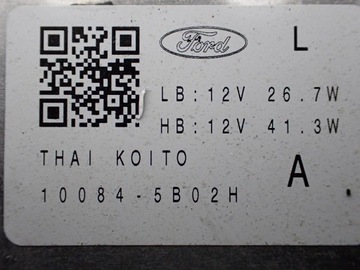 Ford L
LB:12V 26.7W
HB:12V 41.3W
THAI KOITO
A
10084-5B02H